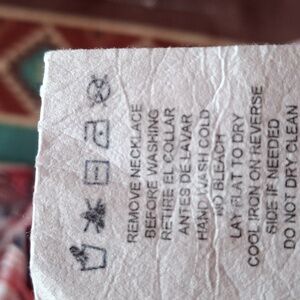 REMOVE NECKLACE
BEFORE WASHING
RETIRE EL COLLAR
ANTES DE LAVAR
HAND WASH COLD
NO BLEACH
LAY FLAT TO DRY
COOL IRON ON REVERSE
SIDE IF NEEDED
DO NOT DRY CLEAN